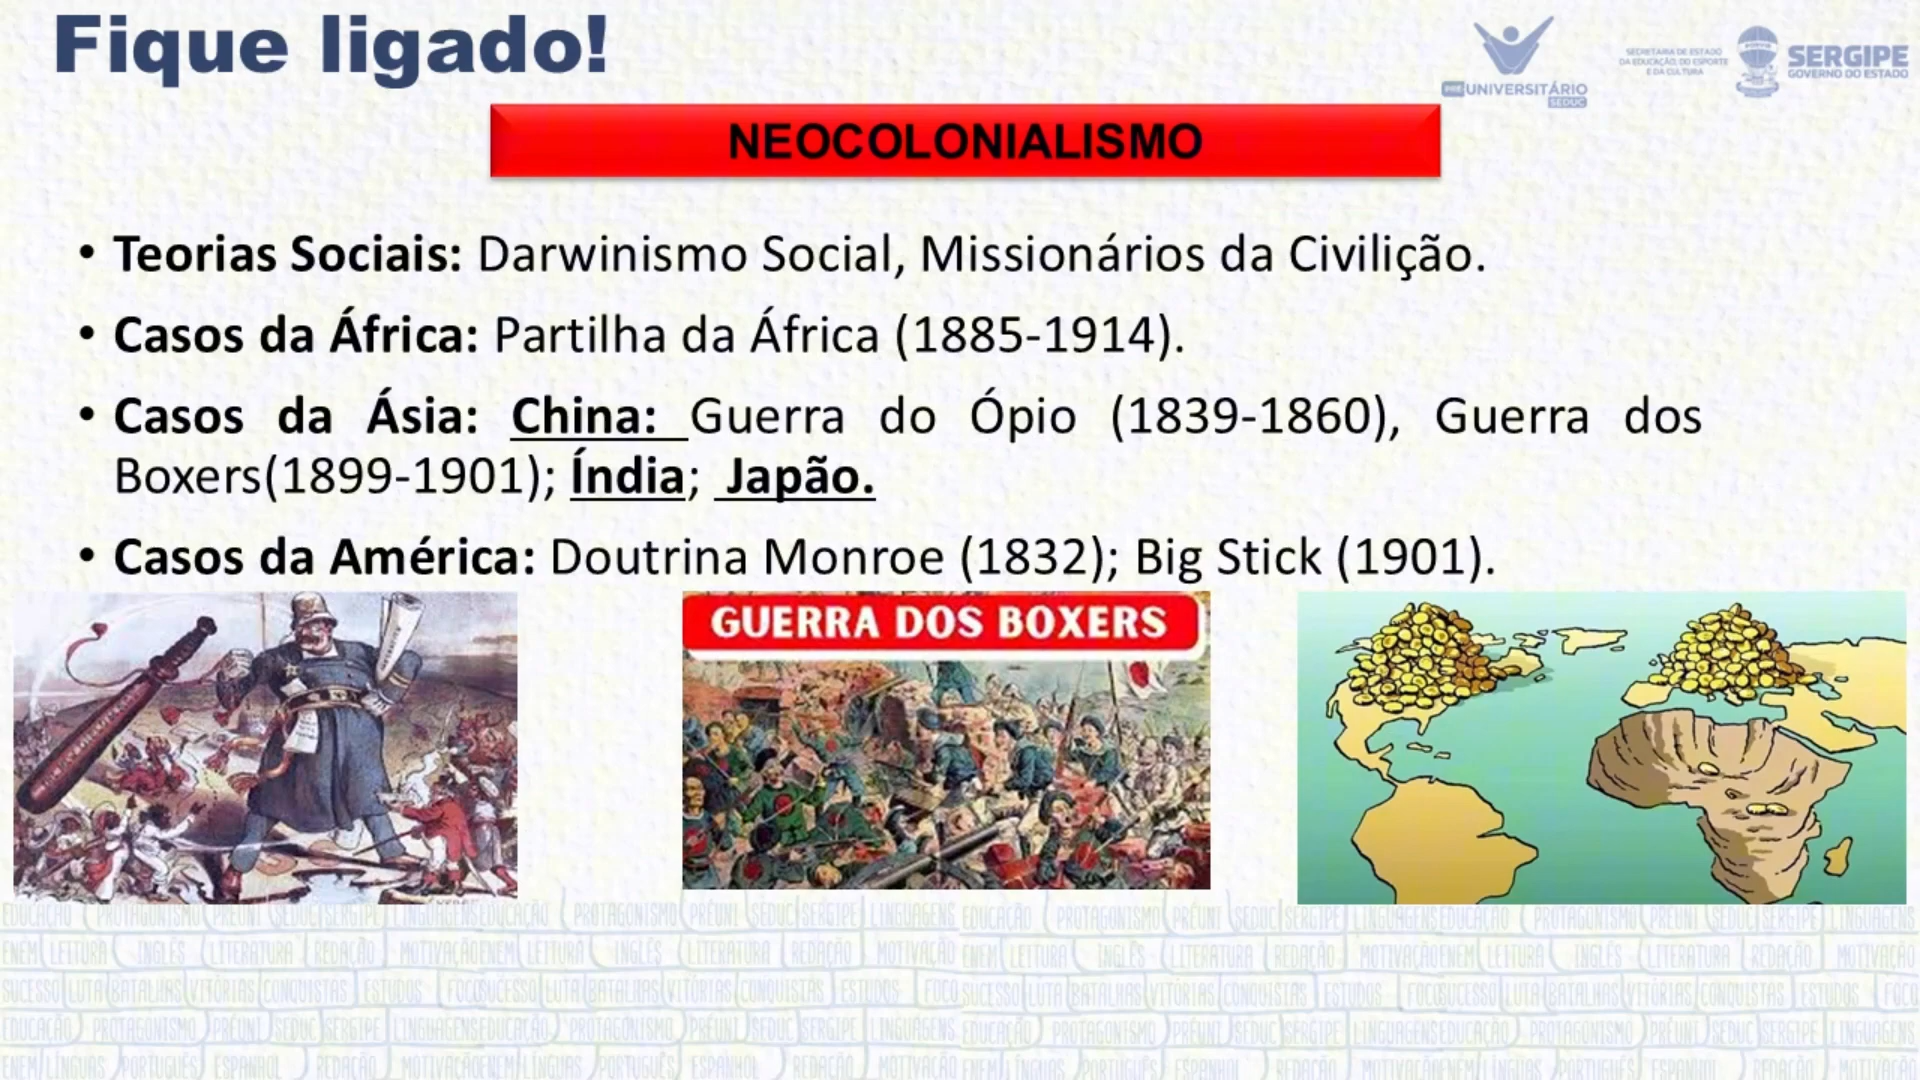 Fique ligado!
PRÉUNIVERSITÁRIO
SEDUC
SECRETARIA DE ESTADO
DA EDUCAÇÃO, DO ESPORTE
E DA CULTURA
SERGIPE
GOVERNO DO ESTADO
NEOCOLONIALISMO
• Teorias Sociais: Darwinismo Social, Missionários da Civilição.
• Casos da África: Partilha da África (1885-1914).
• Casos da Ásia: China: Guerra do Ópio (1839-1860), Guerra dos
Boxers(1899-1901); Índia; Japão.
• Casos da América: Doutrina Monroe (1832); Big Stick (1901).
GUERRA DOS BOXERS
EDUCAÇÃO PROTAGONISMO PRÉUNI SEDUC SERGIPE LINGUAGENS EDUCAÇÃO PROTAGONISMO PRÉUNI SEDUC SERGIPE LINGUAGENS EDUCAÇÃO PROTAGONISMO PRÉUNI SEDUC SERGIPE LINGUAGENS EDUCAÇÃO PROTAGONISMO PRÉUNI SEDUC SERGIPE LINGUAGENS
ENEM LEITURA INGLÊS LITERATURA REDAÇÃO MOTIVAÇÃO ENEM LEITURA INGLÊS LITERATURA REDAÇÃO MOTIVAÇÃO ENEM LEITURA INGLÊS LITERATURA REDAÇÃO MOTIVAÇÃO ENEM LEITURA INGLÊS LITERATURA REDAÇÃO MOTIVAÇÃO
SUCESSO LUTA BATALHAS VITÓRIAS CONQUISTAS ESTUDOS FOCO SUCESSO LUTA BATALHAS VITÓRIAS CONQUISTAS ESTUDOS FOCO SUCESSO LUTA BATALHAS VITÓRIAS CONQUISTAS ESTUDOS FOCO SUCESSO LUTA BATALHAS VITÓRIAS CONQUISTAS ESTUDOS FOCO
EDUCAÇÃO PROTAGONISMO PRÉUNI SEDUC SERGIPE LINGUAGENS EDUCAÇÃO PROTAGONISMO PRÉUNI SEDUC SERGIPE LINGUAGENS EDUCAÇÃO PROTAGONISMO PRÉUNI SEDUC SERGIPE LINGUAGENS EDUCAÇÃO PROTAGONISMO PRÉUNI SEDUC SERGIPE LINGUAGENS
ENEM LÍNGUAS PORTUGUÊS ESPANHOL REDAÇÃO MOTIVAÇÃO ENEM LÍNGUAS PORTUGUÊS ESPANHOL REDAÇÃO MOTIVAÇÃO ENEM LÍNGUAS PORTUGUÊS ESPANHOL REDAÇÃO MOTIVAÇÃO ENEM LÍNGUAS PORTUGUÊS ESPANHOL REDAÇÃO MOTIVAÇÃO